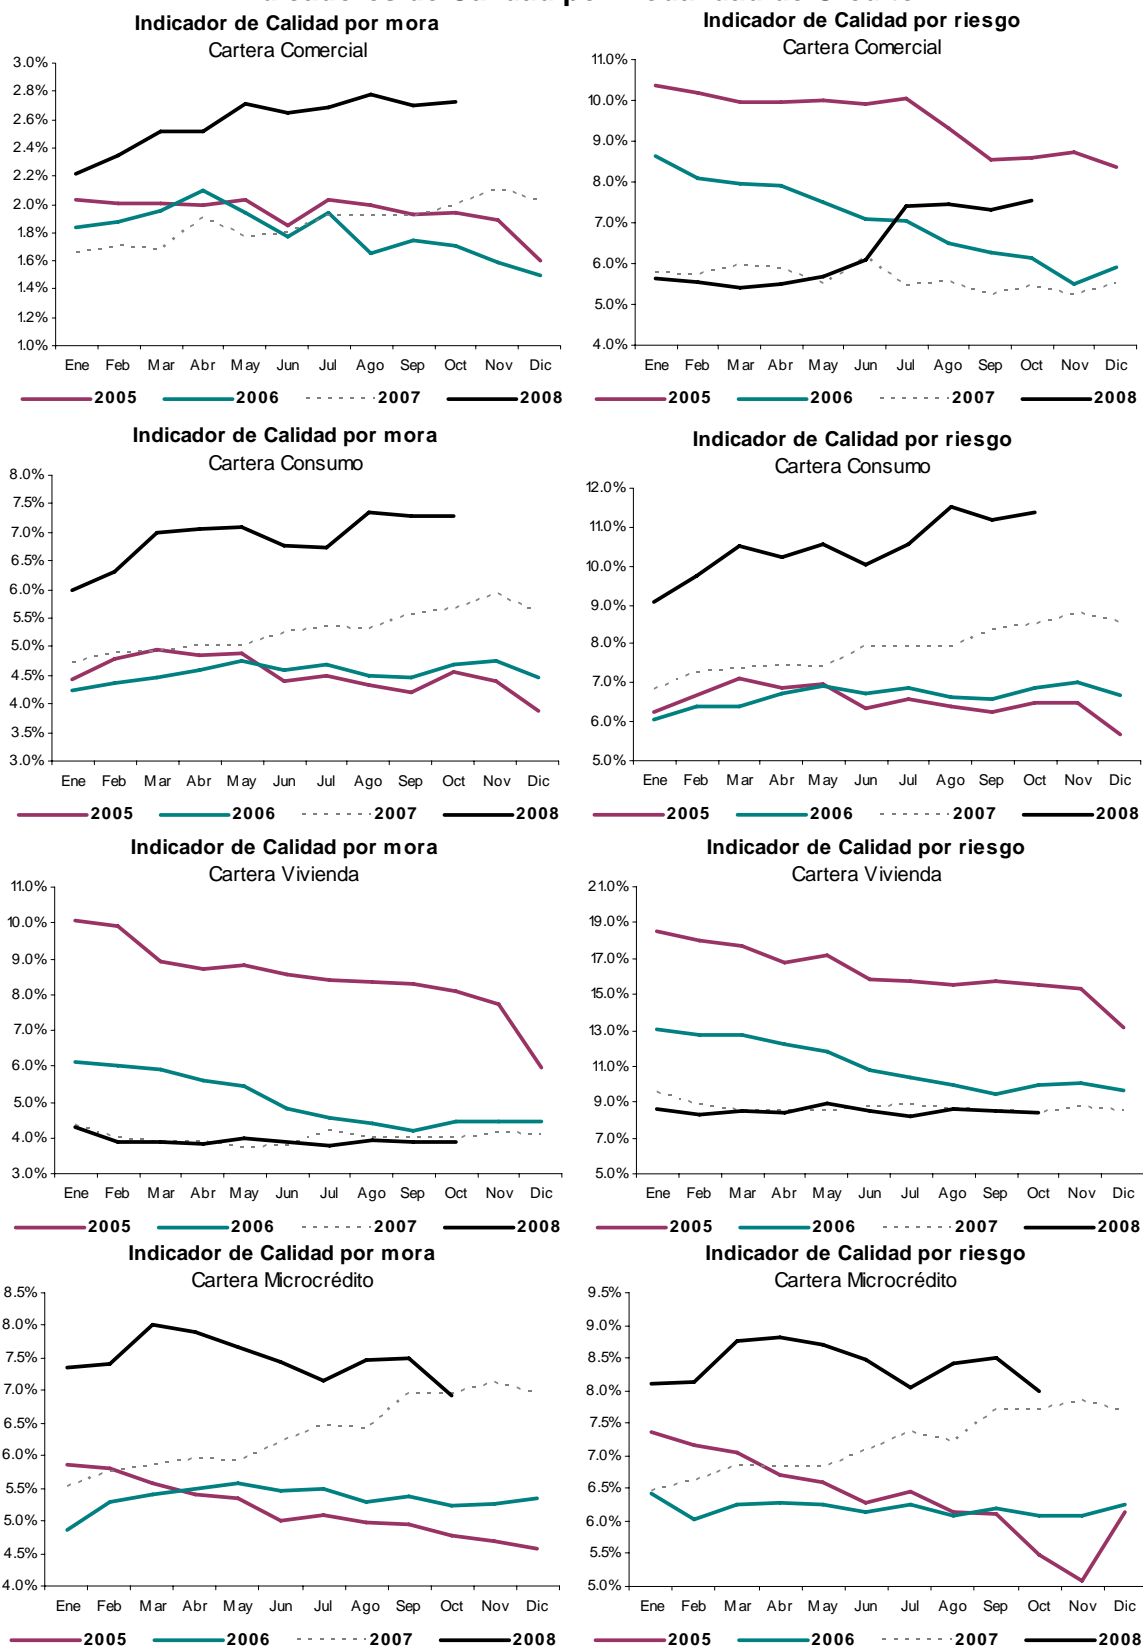 Indicador de Calidad por mora
Cartera Comercial
3.0%
2.8%
2.6%
2.4%
2.2%
2.0%
1.8%
1.6%
1.4%
1.2%
1.0%
Ene Feb Mar Abr May Jun Jul Ago Sep Oct Nov Dic
2005 2006 2007 2008
Indicador de Calidad por riesgo
Cartera Comercial
11.0%
10.0%
9.0%
8.0%
7.0%
6.0%
5.0%
4.0%
Ene Feb Mar Abr May Jun Jul Ago Sep Oct Nov Dic
2005 2006 2007 2008
Indicador de Calidad por mora
Cartera Consumo
8.0%
7.5%
7.0%
6.5%
6.0%
5.5%
5.0%
4.5%
4.0%
3.5%
3.0%
Ene Feb Mar Abr May Jun Jul Ago Sep Oct Nov Dic
2005 2006 2007 2008
Indicador de Calidad por riesgo
Cartera Consumo
12.0%
11.0%
10.0%
9.0%
8.0%
7.0%
6.0%
5.0%
Ene Feb Mar Abr May Jun Jul Ago Sep Oct Nov Dic
2005 2006 2007 2008
Indicador de Calidad por mora
Cartera Vivienda
11.0%
10.0%
9.0%
8.0%
7.0%
6.0%
5.0%
4.0%
3.0%
Ene Feb Mar Abr May Jun Jul Ago Sep Oct Nov Dic
2005 2006 2007 2008
Indicador de Calidad por riesgo
Cartera Vivienda
21.0%
19.0%
17.0%
15.0%
13.0%
11.0%
9.0%
7.0%
5.0%
Ene Feb Mar Abr May Jun Jul Ago Sep Oct Nov Dic
2005 2006 2007 2008
Indicador de Calidad por mora
Cartera Microcrédito
8.5%
8.0%
7.5%
7.0%
6.5%
6.0%
5.5%
5.0%
4.5%
4.0%
Ene Feb Mar Abr May Jun Jul Ago Sep Oct Nov Dic
2005 2006 2007 2008
Indicador de Calidad por riesgo
Cartera Microcrédito
9.5%
9.0%
8.5%
8.0%
7.5%
7.0%
6.5%
6.0%
5.5%
5.0%
Ene Feb Mar Abr May Jun Jul Ago Sep Oct Nov Dic
2005 2006 2007 2008